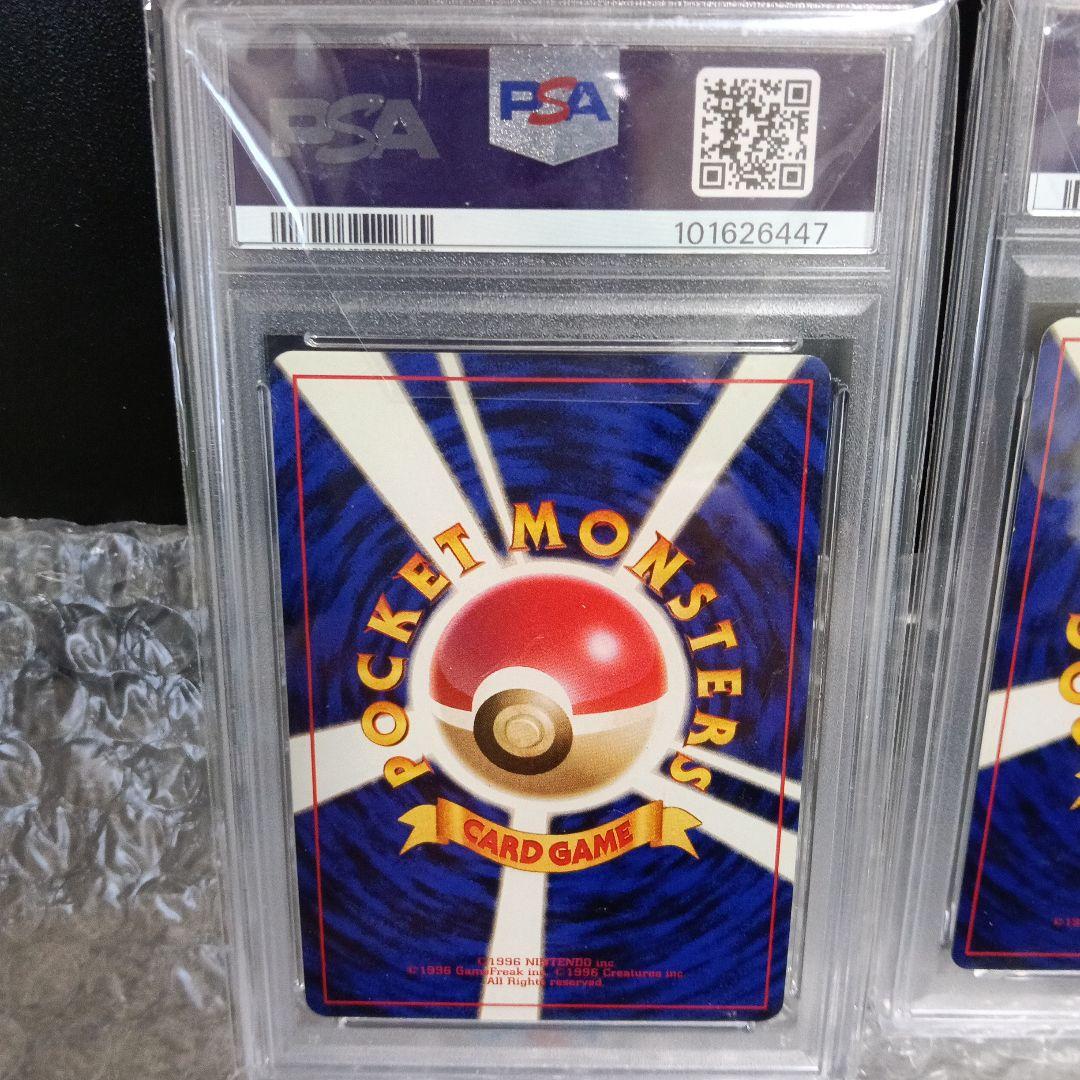 PSA
PSA
101626447
POCKET MONSTERS
CARD GAME
©1996 NINTENDO inc.
©1996 GameFreak inc. ©1996 Creatures inc.
All Rights reserved.